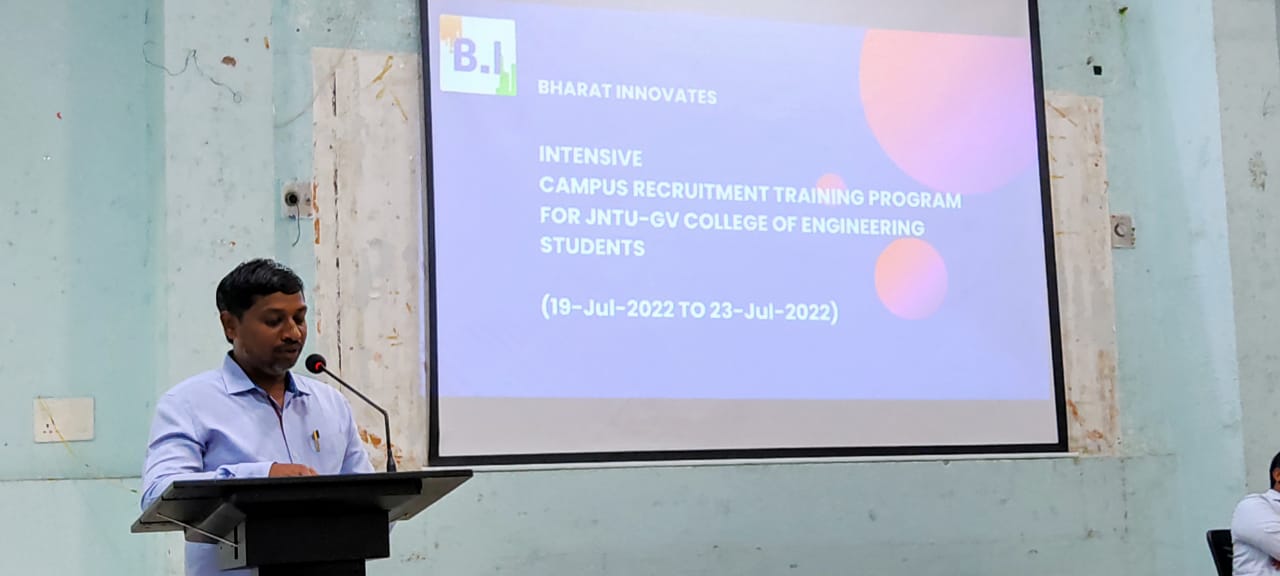 B.I
BHARAT INNOVATES
INTENSIVE
CAMPUS RECRUITMENT TRAINING PROGRAM
FOR JNTU-GV COLLEGE OF ENGINEERING
STUDENTS
(19-Jul-2022 TO 23-Jul-2022)